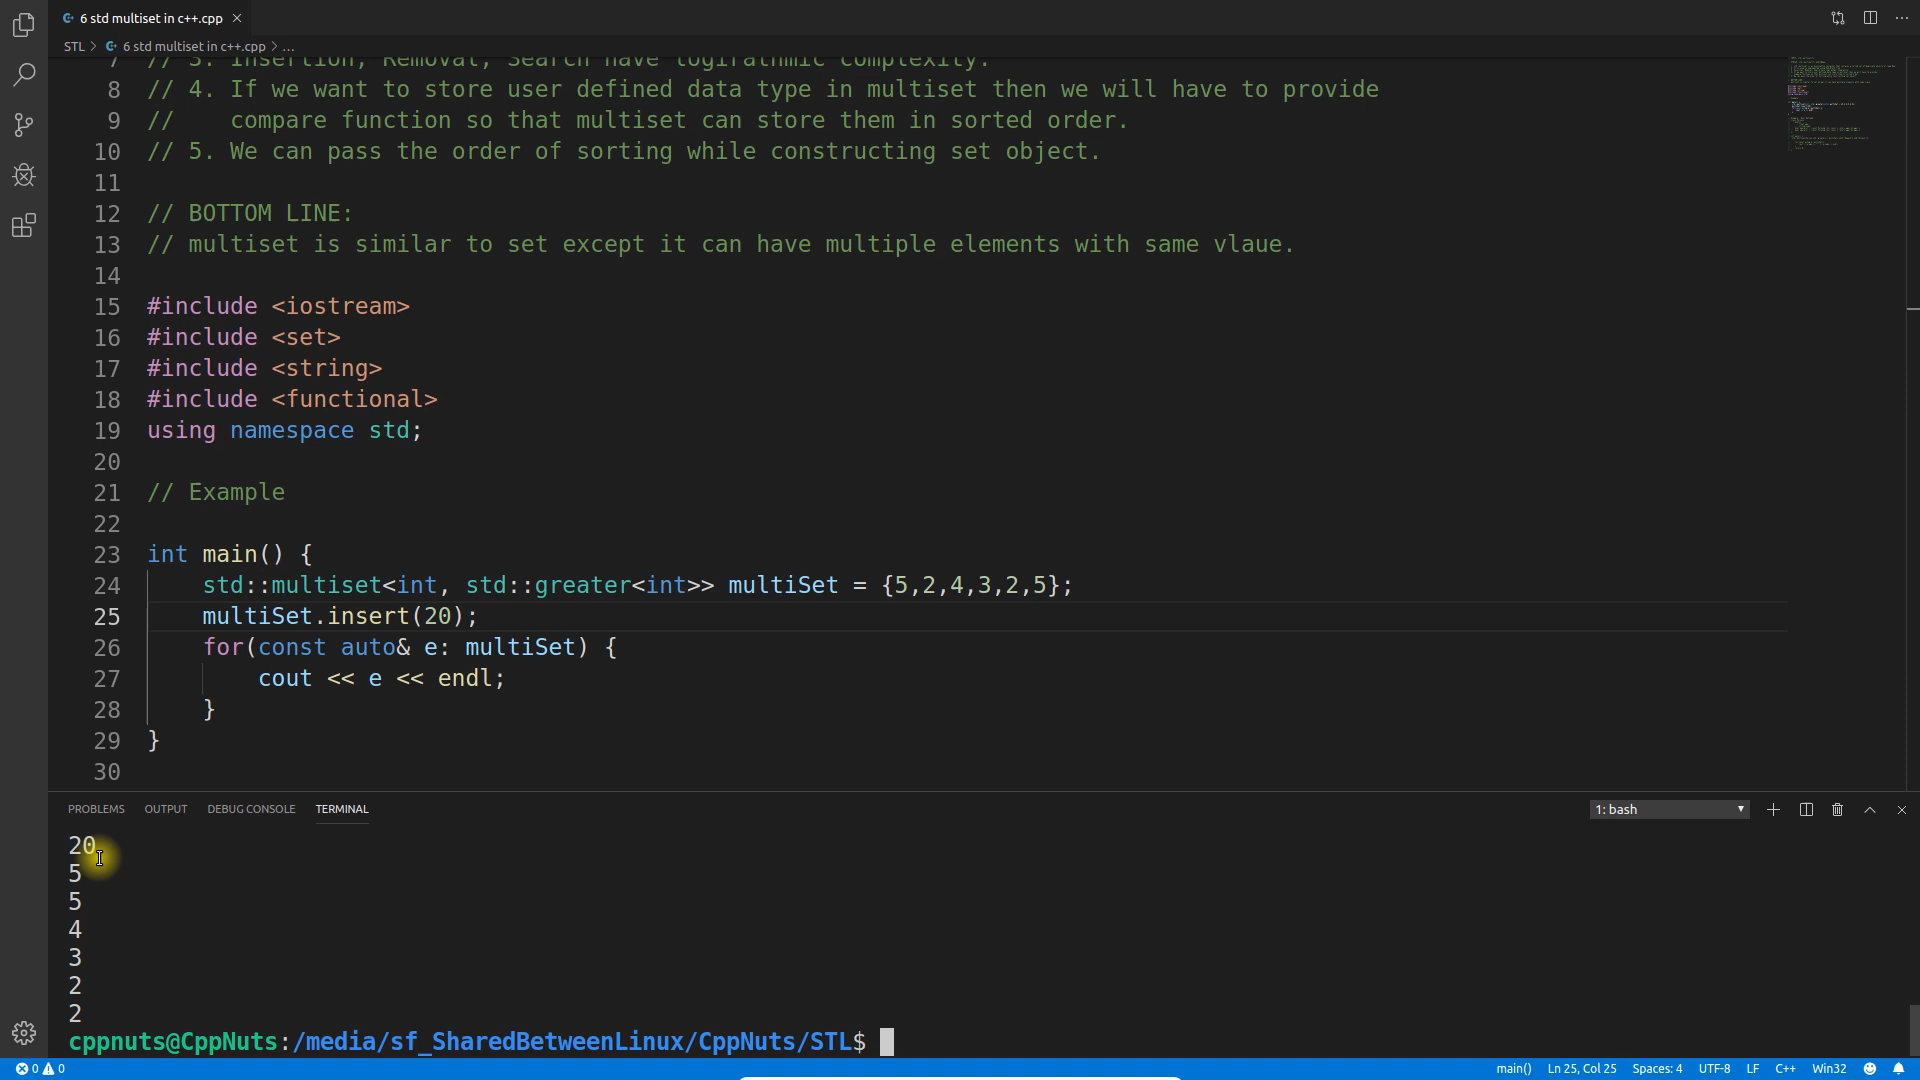 6 std multiset in c++.cpp
STL > 6 std multiset in c++.cpp > ...
7 // 3. Insertion, Removal, Search have logirathmic complexity.
8 // 4. If we want to store user defined data type in multiset then we will have to provide
9 //    compare function so that multiset can store them in sorted order.
10 // 5. We can pass the order of sorting while constructing set object.
11
12 // BOTTOM LINE:
13 // multiset is similar to set except it can have multiple elements with same vlaue.
14
15 #include <iostream>
16 #include <set>
17 #include <string>
18 #include <functional>
19 using namespace std;
20
21 // Example
22
23 int main() {
24     std::multiset<int, std::greater<int>> multiSet = {5,2,4,3,2,5};
25     multiSet.insert(20);
26     for(const auto& e: multiSet) {
27         cout << e << endl;
28     }
29 }
30
PROBLEMS OUTPUT DEBUG CONSOLE TERMINAL 1: bash
20
5
5
4
3
2
2
cppnuts@CppNuts:/media/sf_SharedBetweenLinux/CppNuts/STL$
0 0 main() Ln 25, Col 25 Spaces: 4 UTF-8 LF C++ Win32